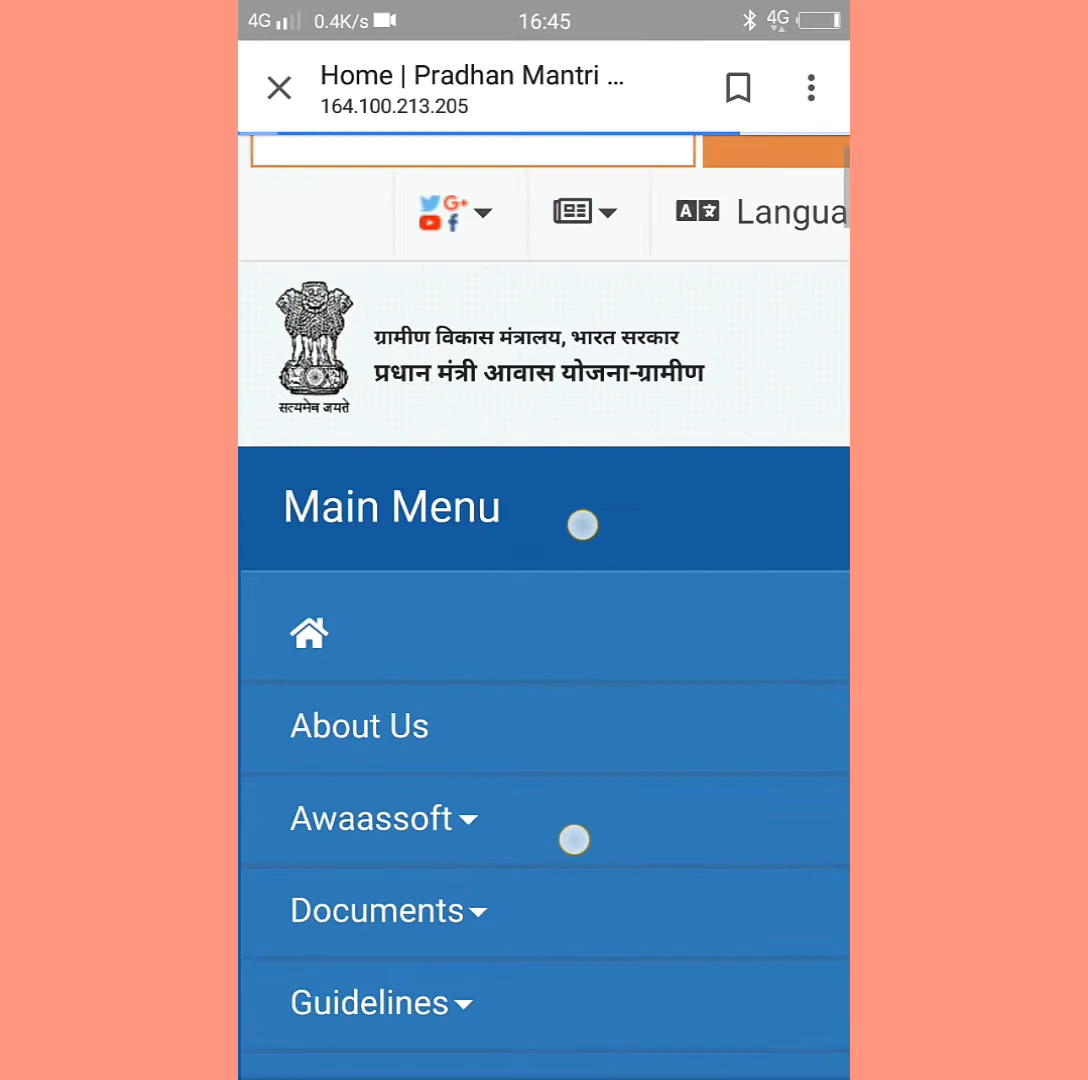 4G 0.4K/s 16:45 4G
Home | Pradhan Mantri ...
164.100.213.205
G+ f A Langua
ग्रामीण विकास मंत्रालय, भारत सरकार
प्रधान मंत्री आवास योजना-ग्रामीण
सत्यमेव जयते
Main Menu
About Us
Awaassoft
Documents
Guidelines